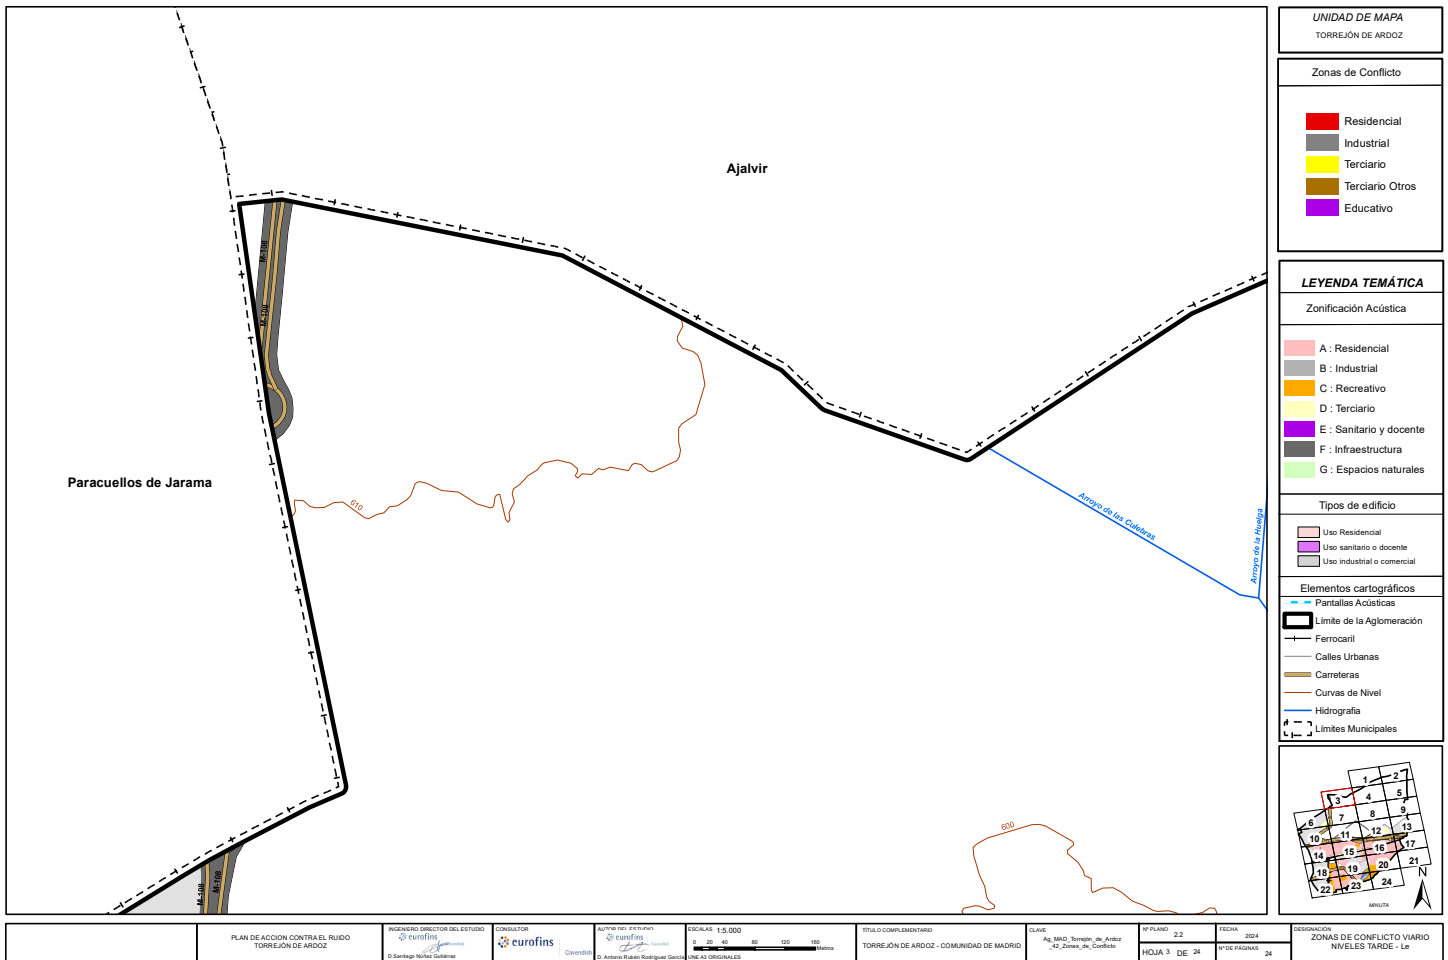 UNIDAD DE MAPA
TORREJÓN DE ARDOZ
Zonas de Conflicto
Residencial
Industrial
Terciario
Terciario Otros
Educativo
LEYENDA TEMÁTICA
Zonificación Acústica
A : Residencial
B : Industrial
C : Recreativo
D : Terciario
E : Sanitario y docente
F : Infraestructura
G : Espacios naturales
Tipos de edificio
Uso Residencial
Uso sanitario o docente
Uso industrial o comercial
Elementos cartográficos
Pantallas Acústicas
Límite de la Aglomeración
Ferrocaril
Calles Urbanas
Carreteras
Curvas de Nivel
Hidrografia
Límites Municipales
1 2
3 4 5
6 7 8 9
10 11 12 13
14 15 16 17
18 19 20 21
22 23 24
N
MINUTA
Ajalvir
Paracuellos de Jarama
M-108
M-108
M-108
M-108
610
600
Arroyo de las Culebras
Arroyo de la Huelga
PLAN DE ACCION CONTRA EL RUIDO
TORREJÓN DE ARDOZ
INGENIERO DIRECTOR DEL ESTUDIO
eurofins
D.Santiago Núñez Gutiérrez
CONSULTOR
eurofins
Cavendish
AUTOR DEL ESTUDIO
eurofins
D. Antonio Rubén Rodríguez García
ESCALAS 1:5.000
0 20 40 80 120 160
Metros
UNE A3 ORIGINALES
TÍTULO COMPLEMENTARIO
TORREJÓN DE ARDOZ - COMUNIDAD DE MADRID
CLAVE
Ag_MAD_Torrejón_de_Ardoz
_42_Zonas_de_Conflicto
Nº PLANO 2.2
HOJA 3 DE 24
FECHA 2024
Nº DE PÁGINAS 24
DESIGNACIÓN
ZONAS DE CONFLICTO VIARIO
NIVELES TARDE - Le